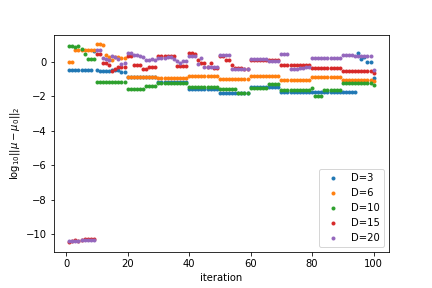 log₁₀||μ − μ₀||₂
0
−2
−4
−6
−8
−10
0 20 40 60 80 100
iteration
D=3
D=6
D=10
D=15
D=20